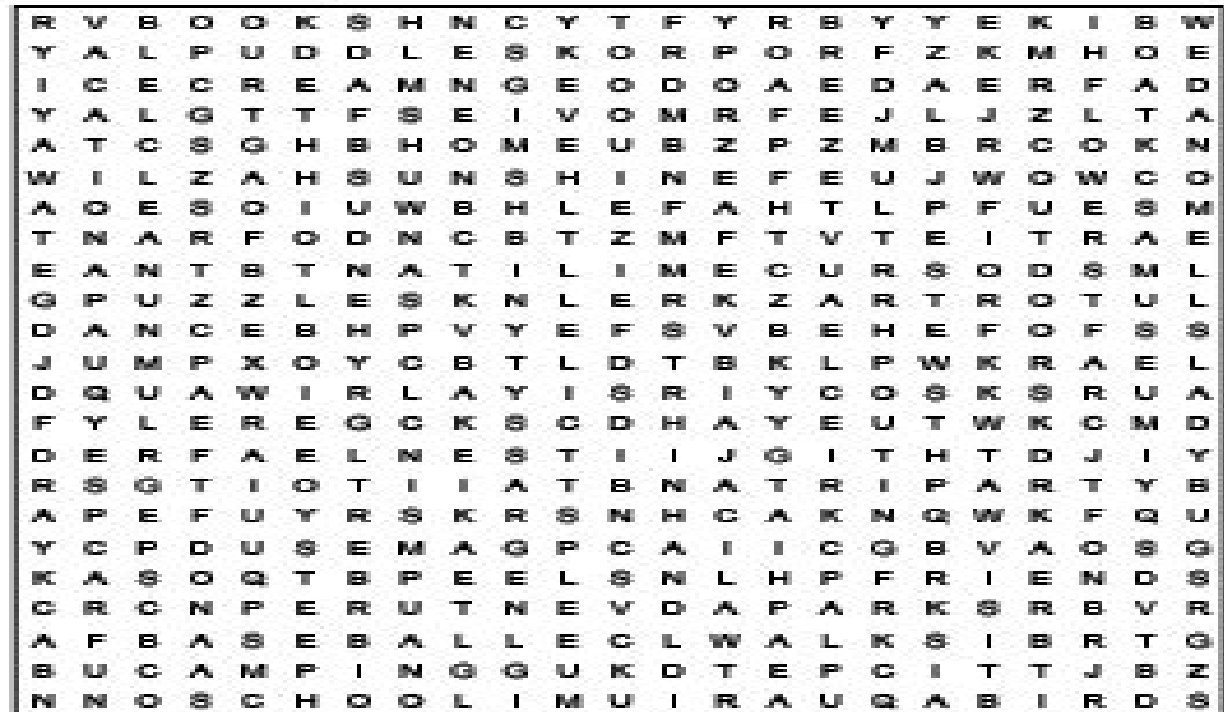 R V B O O K S H N C Y T F Y R B Y Y E K I B W
Y A L P U D D L E S K O R P O R F Z K M H O E
I C E C R E A M N G E O D O A E D A E R F A D
Y A L G T T F S E I V O M R F E J L J Z L T A
A T C S G H B H O M E U B Z P Z M B R C O K N
W I L Z A H S U N S H I N E F E U J W O W C O
A O E S O I U W B H L E F A H T L P F U E S M
T N A R F O D N C B T Z M F T V T E I T R A E
E A N T B T N A T I L I M E C U R S O D S M L
G P U Z Z L E S K N L E R K Z A R T R O T U L
D A N C E B H P V Y E F S V B E H E F O F S S
J U M P X O Y C B T L D T B K L P W K R A E L
D Q U A W I R L A Y I S R I Y C O S K S R U A
F Y L E R E G C K S C D H A Y E U T W K C M D
D E R F A E L N E S T I I J G I T H T D J I Y
R S G T I O T I I A T B N A T R I P A R T Y B
A P E F U Y R S K R S N H C A K N Q W K F Q U
Y C P D U S E M A G P C A I I C G B V A O S G
K A S O Q T B P E E L S N L H P F R I E N D S
C R C N P E R U T N E V D A P A R K S R B V R
A F B A S E B A L L E C L W A L K S I B R T G
B U C A M P I N G G U K D T E P C I T T J B Z
N N O S C H O O L I M U I R A U Q A B I R D S